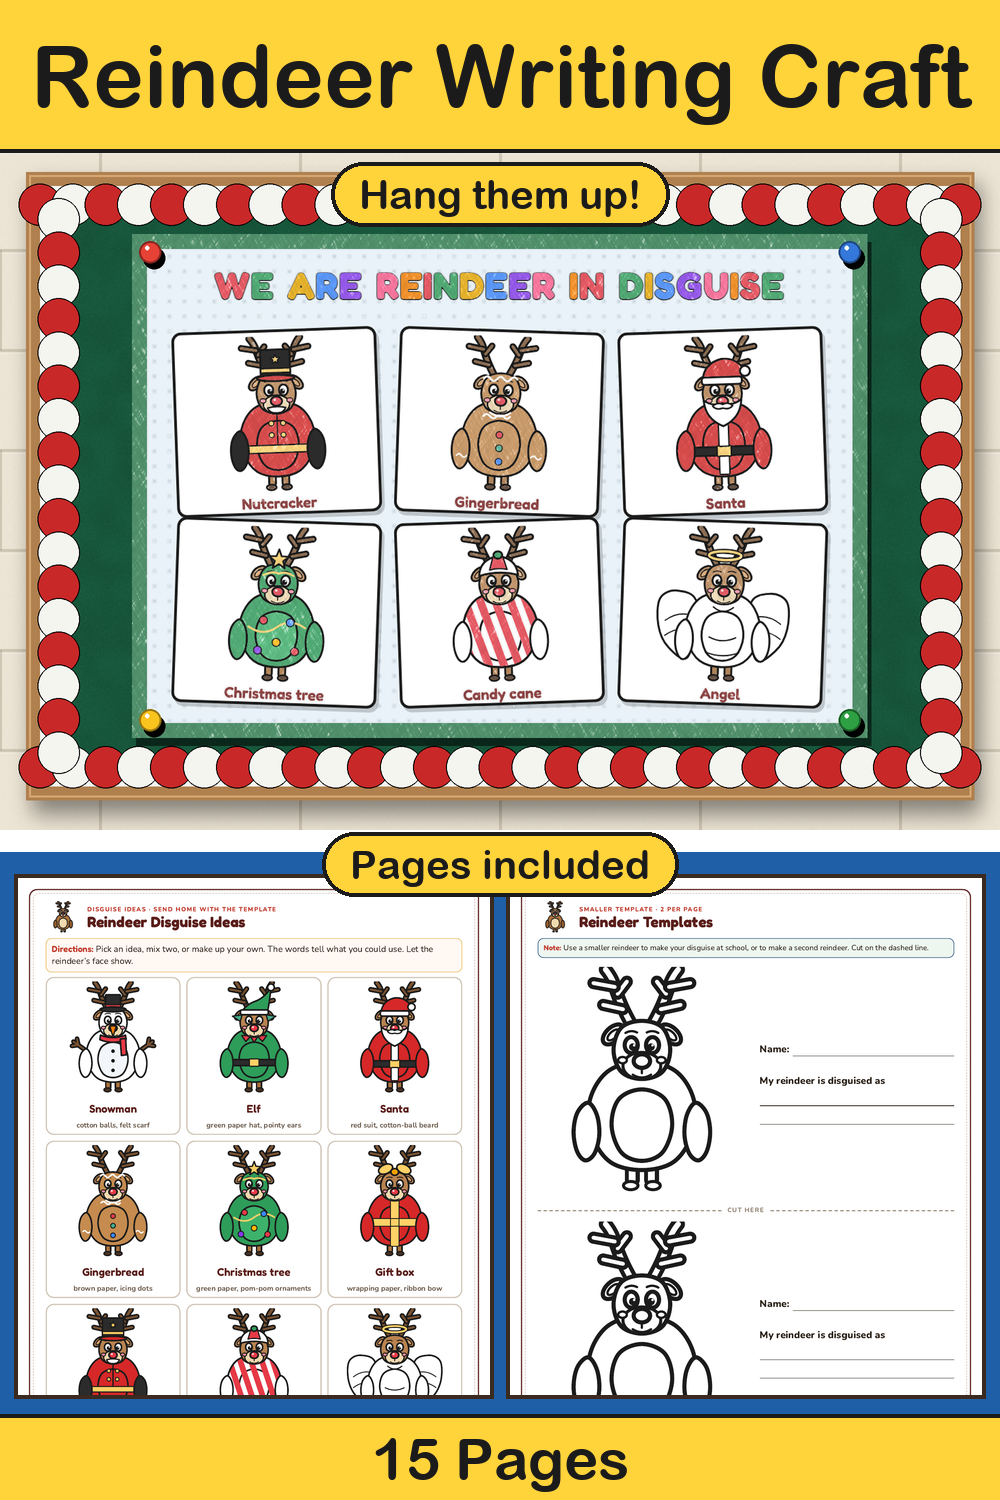 Reindeer Writing Craft
Hang them up!
WE ARE REINDEER IN DISGUISE
Nutcracker
Gingerbread
Santa
Christmas tree
Candy cane
Angel
Pages included
DISGUISE IDEAS · SEND HOME WITH THE TEMPLATE
Reindeer Disguise Ideas
Directions: Pick an idea, mix two, or make up your own. The words tell what you could use. Let the
reindeer's face show.
Snowman
cotton balls, felt scarf
Elf
green paper hat, pointy ears
Santa
red suit, cotton-ball beard
Gingerbread
brown paper, icing dots
Christmas tree
green paper, pom-pom ornaments
Gift box
wrapping paper, ribbon bow
SMALLER TEMPLATE · 2 PER PAGE
Reindeer Templates
Note: Use a smaller reindeer to make your disguise at school, or to make a second reindeer. Cut on the dashed line.
Name:
My reindeer is disguised as
CUT HERE
Name:
My reindeer is disguised as
15 Pages